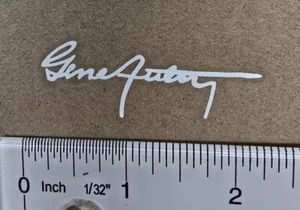 Gene Autry
0 Inch 1/32" 1 2